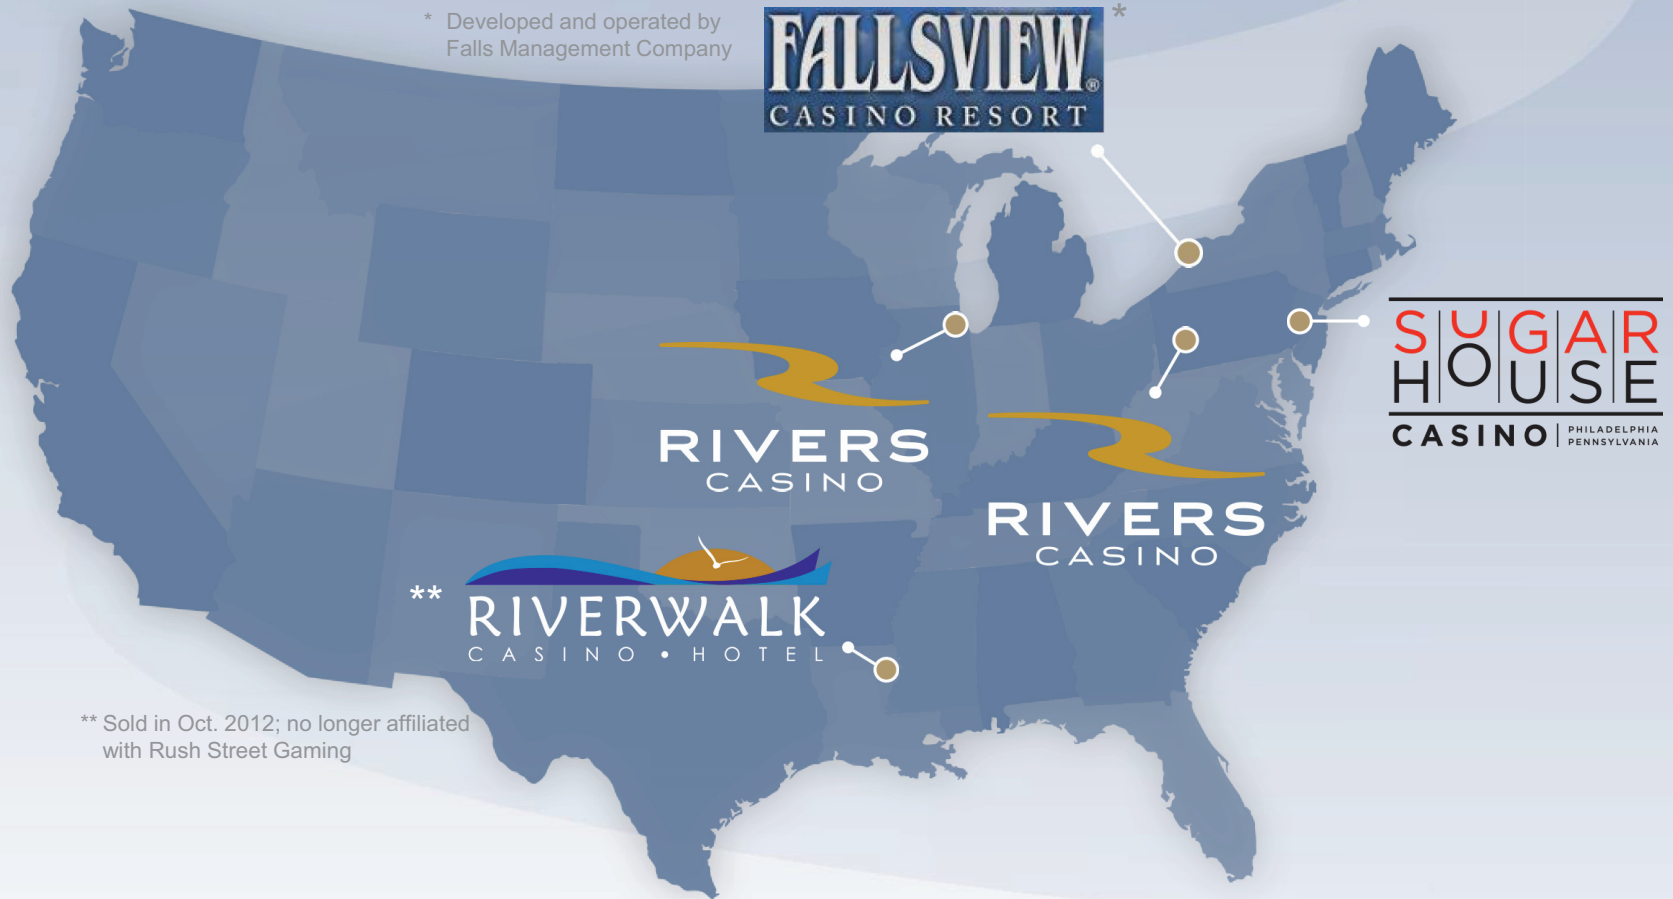 * Developed and operated by
Falls Management Company
FALLSVIEW®
CASINO RESORT
*
SUGAR
HOUSE
CASINO | PHILADELPHIA
PENNSYLVANIA
RIVERS
CASINO
RIVERS
CASINO
** RIVERWALK
CASINO • HOTEL
** Sold in Oct. 2012; no longer affiliated
with Rush Street Gaming